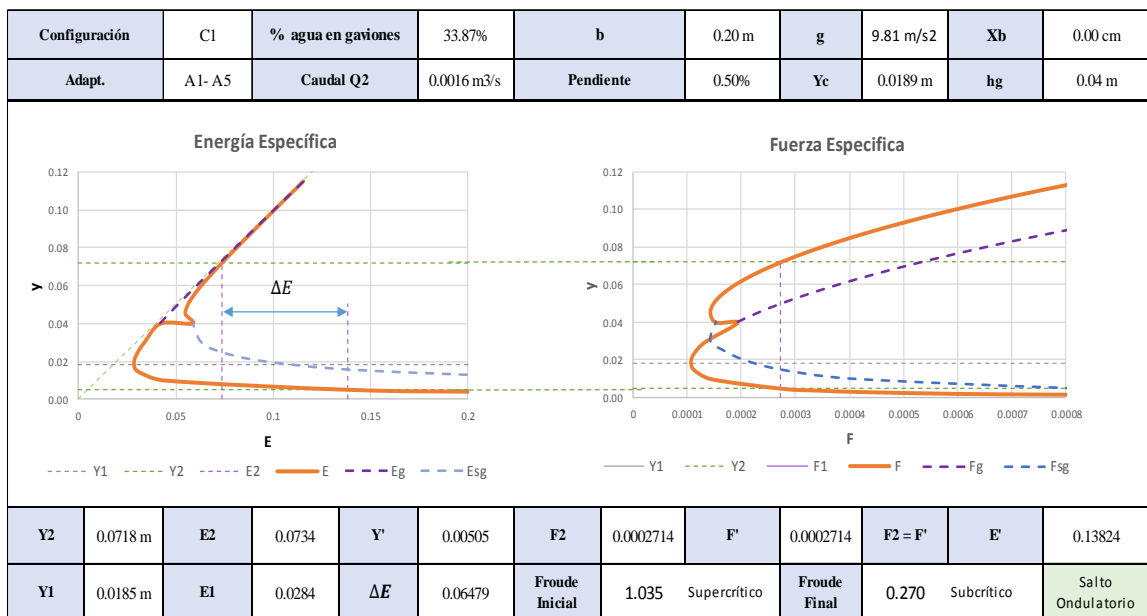 Configuración C1 % agua en gaviones 33.87% b 0.20 m g 9.81 m/s2 Xb 0.00 cm
Adapt. A1- A5 Caudal Q2 0.0016 m3/s Pendiente 0.50% Yc 0.0189 m hg 0.04 m
Energía Específica
0.12
0.10
0.08
0.06
0.04
0.02
0.00
y
ΔE
0 0.05 0.1 0.15 0.2
E
Y1 Y2 E2 E Eg Esg
Fuerza Especifica
0.12
0.10
0.08
0.06
0.04
0.02
0.00
y
0 0.0001 0.0002 0.0003 0.0004 0.0005 0.0006 0.0007 0.0008
F
Y1 Y2 F1 F Fg Fsg
Y2 0.0718 m E2 0.0734 Y' 0.00505 F2 0.0002714 F' 0.0002714 F2 = F' E' 0.13824
Y1 0.0185 m E1 0.0284 ΔE 0.06479 Froude Inicial 1.035 Supercrítico Froude Final 0.270 Subcrítico Salto Ondulatorio